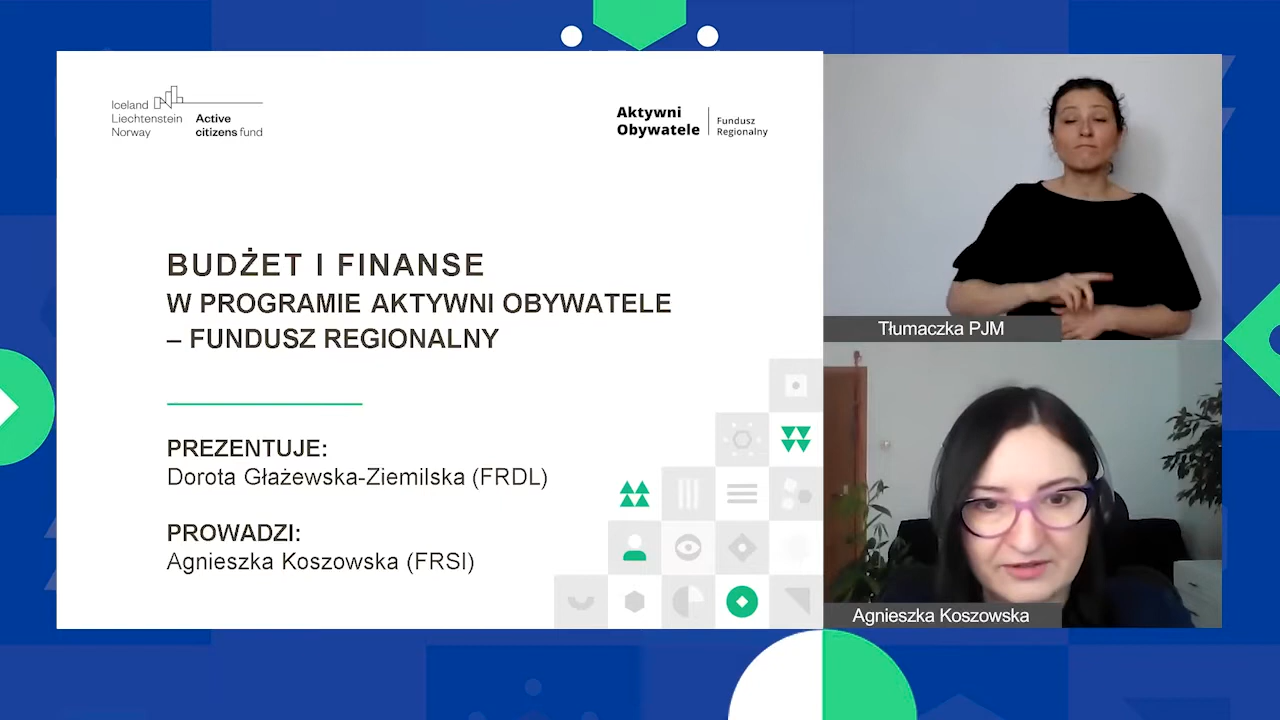 Iceland
Liechtenstein
Norway
Active
citizens fund
Aktywni
Obywatele
Fundusz
Regionalny
BUDŻET I FINANSE
W PROGRAMIE AKTYWNI OBYWATELE
– FUNDUSZ REGIONALNY
PREZENTUJE:
Dorota Głażewska-Ziemilska (FRDL)
PROWADZI:
Agnieszka Koszowska (FRSI)
Tłumaczka PJM
Agnieszka Koszowska